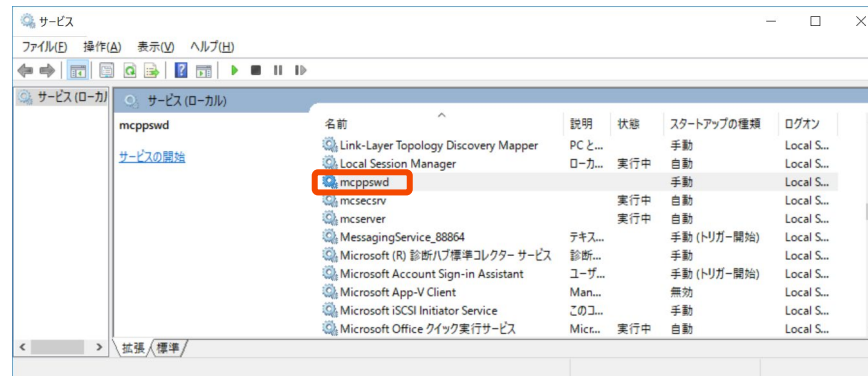 サービス
ファイル(F) 操作(A) 表示(V) ヘルプ(H)
サービス (ローカル
サービス (ローカル)
mcppswd
サービスの開始
名前 説明 状態 スタートアップの種類 ログオン
Link-Layer Topology Discovery Mapper PC と... 手動 Local S...
Local Session Manager ローカ... 実行中 自動 Local S...
mcppswd 手動 Local S...
mcsecsrv 実行中 自動 Local S...
mcserver 実行中 自動 Local S...
MessagingService_88864 テキス... 手動 (トリガー開始) Local S...
Microsoft (R) 診断ハブ標準コレクター サービス 診断... 手動 Local S...
Microsoft Account Sign-in Assistant ユーザ... 手動 (トリガー開始) Local S...
Microsoft App-V Client Man... 無効 Local S...
Microsoft iSCSI Initiator Service このコ... 手動 Local S...
Microsoft Office クイック実行サービス Micr... 実行中 自動 Local S...
拡張 標準